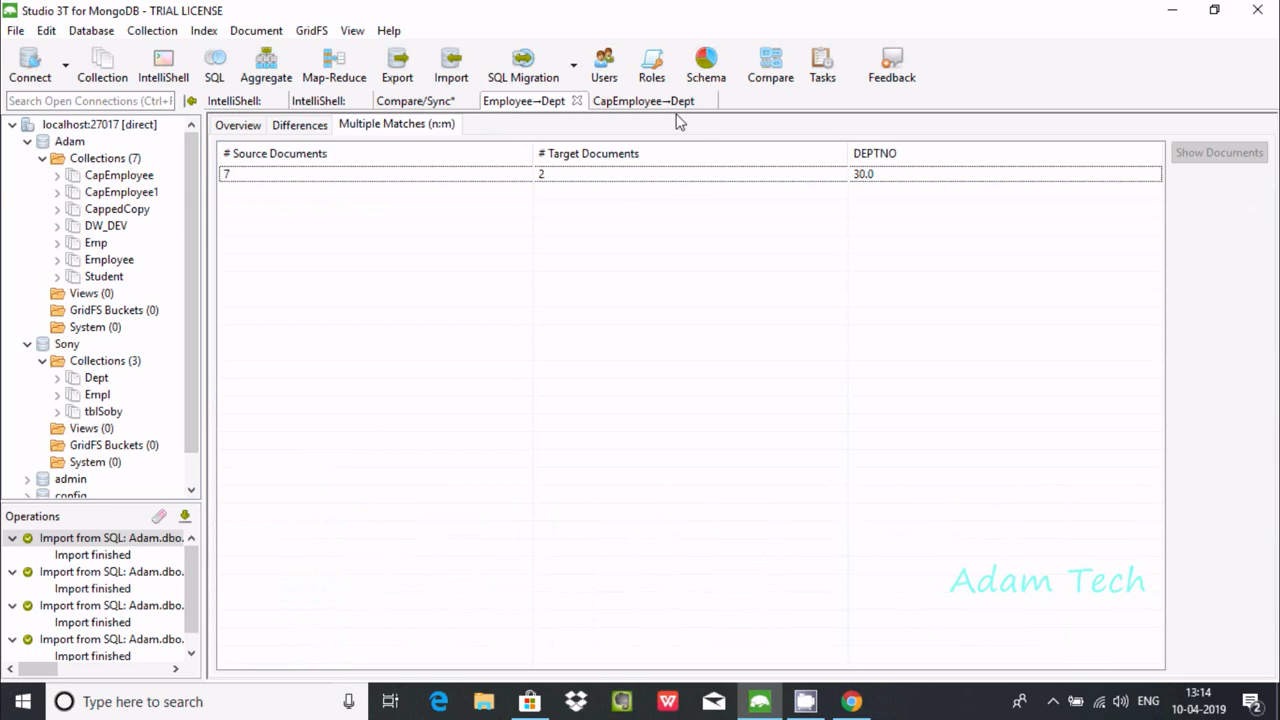 Studio 3T for MongoDB - TRIAL LICENSE
File Edit Database Collection Index Document GridFS View Help
Connect Collection IntelliShell SQL Aggregate Map-Reduce Export Import SQL Migration Users Roles Schema Compare Tasks Feedback
Search Open Connections (Ctrl+F IntelliShell: IntelliShell: Compare/Sync* Employee→Dept CapEmployee→Dept
localhost:27017 [direct]
Adam
Collections (7)
CapEmployee
CapEmployee1
CappedCopy
DW_DEV
Emp
Employee
Student
Views (0)
GridFS Buckets (0)
System (0)
Sony
Collections (3)
Dept
Empl
tblSoby
Views (0)
GridFS Buckets (0)
System (0)
admin
config
Overview Differences Multiple Matches (n:m)
# Source Documents # Target Documents DEPTNO
7 2 30.0
Show Documents
Operations
Import from SQL: Adam.dbo.
Import finished
Import from SQL: Adam.dbo.
Import finished
Import from SQL: Adam.dbo.
Import finished
Import from SQL: Adam.dbo.
Import finished
Adam Tech
Type here to search
ENG
13:14
10-04-2019
2